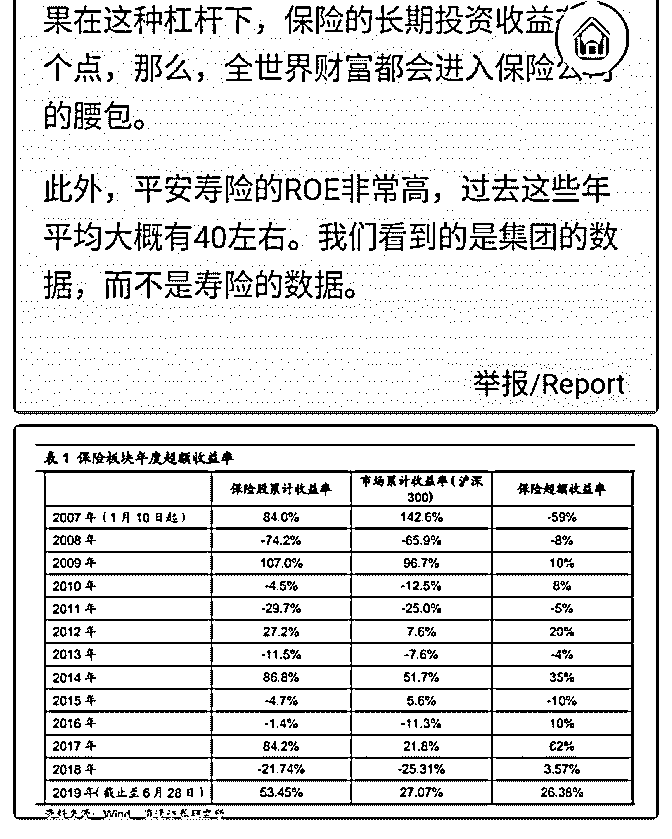 果在这种杠杆下，保险的长期投资收益
个点，那么，全世界财富都会进入保险公司
的腰包。
此外，平安寿险的ROE非常高，过去这些年
平均大概有40左右。我们看到的是集团的数
据，而不是寿险的数据。
举报/Report
表 1 保险板块年度超额收益率
保险股累计收益率 市场累计收益率(沪深300) 保险超额收益率
2007 年（1 月 10 日起） 84.0% 142.6% -59%
2008 年 -74.2% -65.9% -8%
2009 年 107.0% 96.7% 10%
2010 年 -4.5% -12.5% 8%
2011 年 -29.7% -25.0% -5%
2012 年 27.2% 7.6% 20%
2013 年 -11.5% -7.6% -4%
2014 年 86.8% 51.7% 35%
2015 年 -4.7% 5.6% -10%
2016 年 -1.4% -11.3% 10%
2017 年 84.2% 21.8% 62%
2018 年 -21.74% -25.31% 3.57%
2019 年（截止至 6 月 28 日） 53.45% 27.07% 26.38%
资料来源：Wind